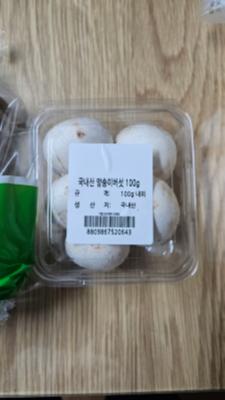 국내산 양송이버섯 100g
규 격: 100g 내외
생 산 지: 국내산
8809867520643